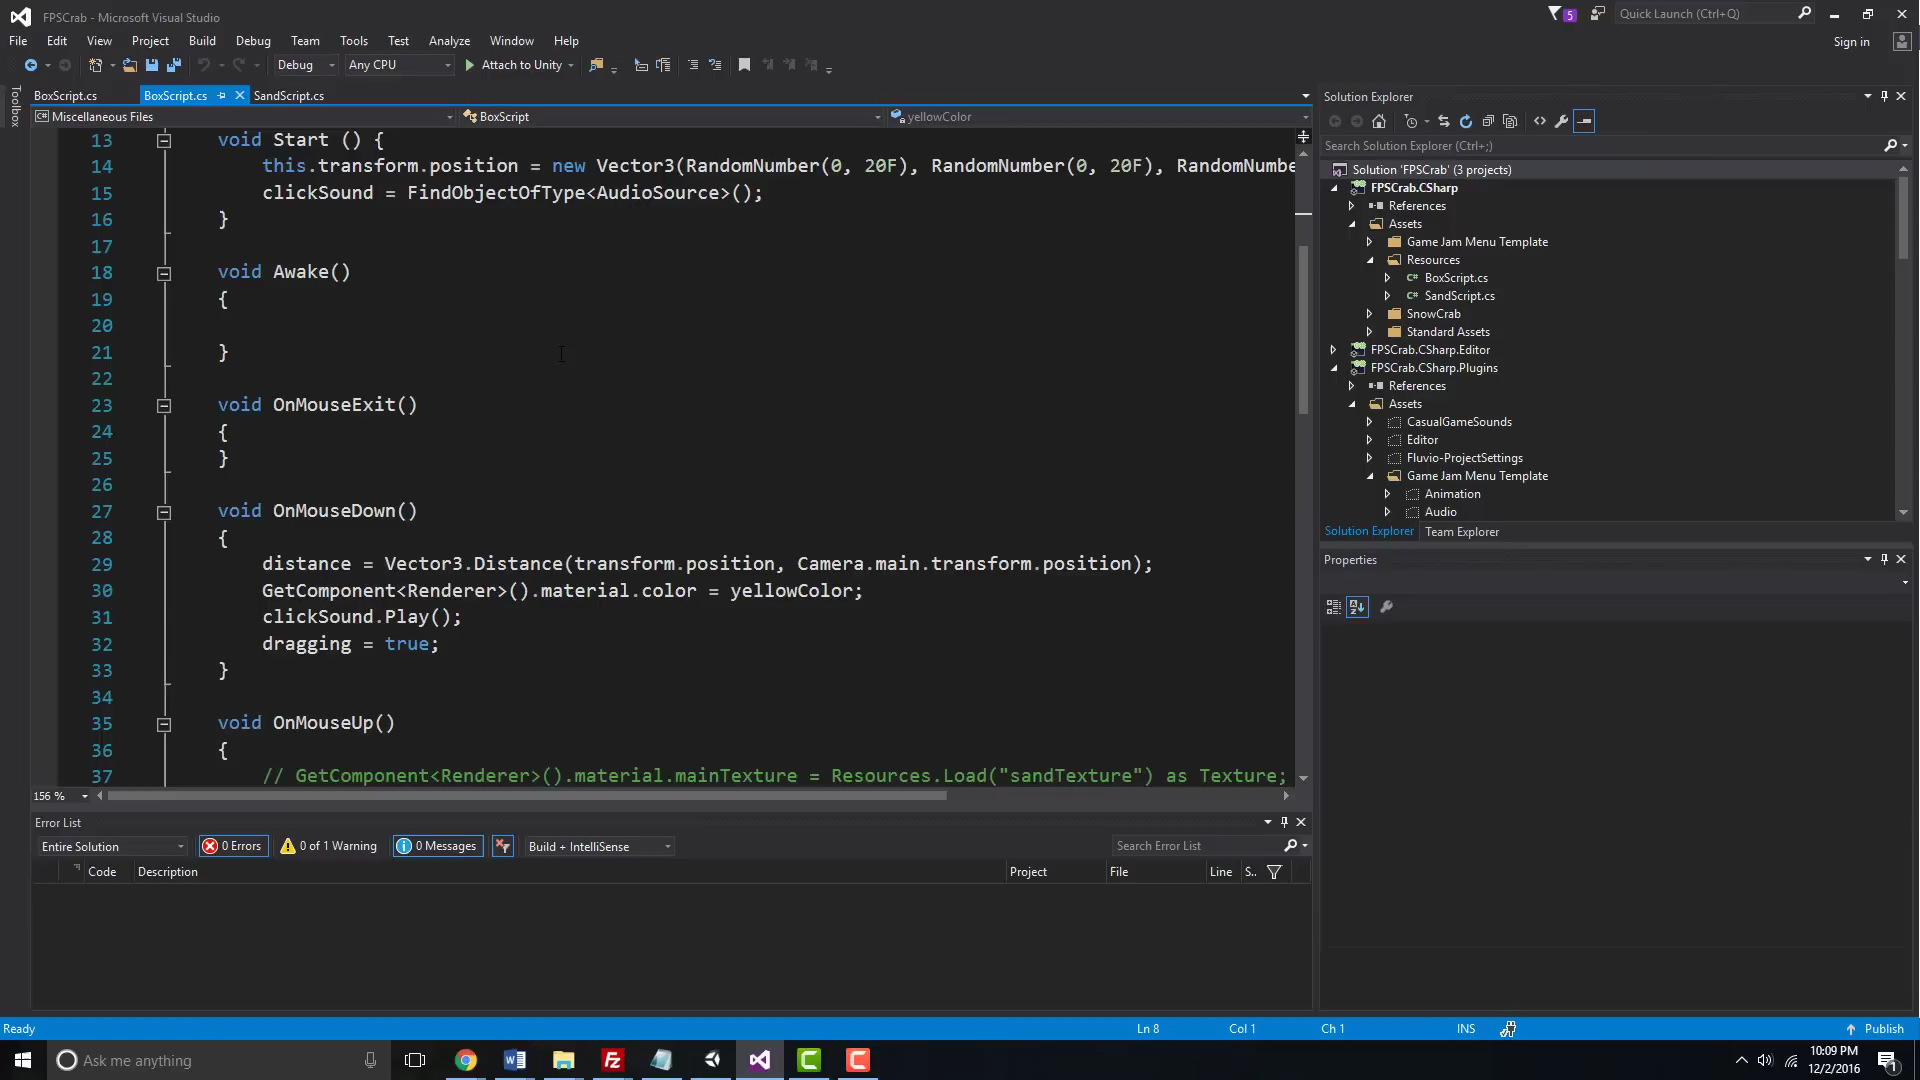 FPSCrab - Microsoft Visual Studio
5
Quick Launch (Ctrl+Q)
File Edit View Project Build Debug Team Tools Test Analyze Window Help
Sign in
Debug Any CPU Attach to Unity
Toolbox
BoxScript.cs BoxScript.cs SandScript.cs
Miscellaneous Files BoxScript yellowColor
13 void Start () {
14 this.transform.position = new Vector3(RandomNumber(0, 20F), RandomNumber(0, 20F), RandomNumbe
15 clickSound = FindObjectOfType<AudioSource>();
16 }
17
18 void Awake()
19 {
20
21 }
22
23 void OnMouseExit()
24 {
25 }
26
27 void OnMouseDown()
28 {
29 distance = Vector3.Distance(transform.position, Camera.main.transform.position);
30 GetComponent<Renderer>().material.color = yellowColor;
31 clickSound.Play();
32 dragging = true;
33 }
34
35 void OnMouseUp()
36 {
37 // GetComponent<Renderer>().material.mainTexture = Resources.Load("sandTexture") as Texture;
156 %
Solution Explorer
Search Solution Explorer (Ctrl+;)
Solution 'FPSCrab' (3 projects)
C# FPSCrab.CSharp
References
Assets
Game Jam Menu Template
Resources
C# BoxScript.cs
C# SandScript.cs
SnowCrab
Standard Assets
C# FPSCrab.CSharp.Editor
C# FPSCrab.CSharp.Plugins
References
Assets
CasualGameSounds
Editor
Fluvio-ProjectSettings
Game Jam Menu Template
Animation
Audio
Solution Explorer Team Explorer
Properties
Error List
Entire Solution 0 Errors 0 of 1 Warning 0 Messages Build + IntelliSense Search Error List
Code Description Project File Line S..
Ready Ln 8 Col 1 Ch 1 INS Publish
Ask me anything
10:09 PM
12/2/2016
1